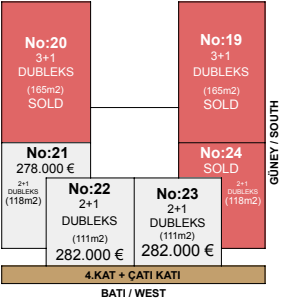 No:20
3+1
DUBLEKS
(165m2)
SOLD
No:19
3+1
DUBLEKS
(165m2)
SOLD
No:21
278.000 €
2+1
DUBLEKS
(118m2)
No:22
2+1
DUBLEKS
(111m2)
282.000 €
No:23
2+1
DUBLEKS
(111m2)
282.000 €
No:24
SOLD
2+1
DUBLEKS
(118m2)
GÜNEY / SOUTH
4.KAT + ÇATI KATI
BATI / WEST